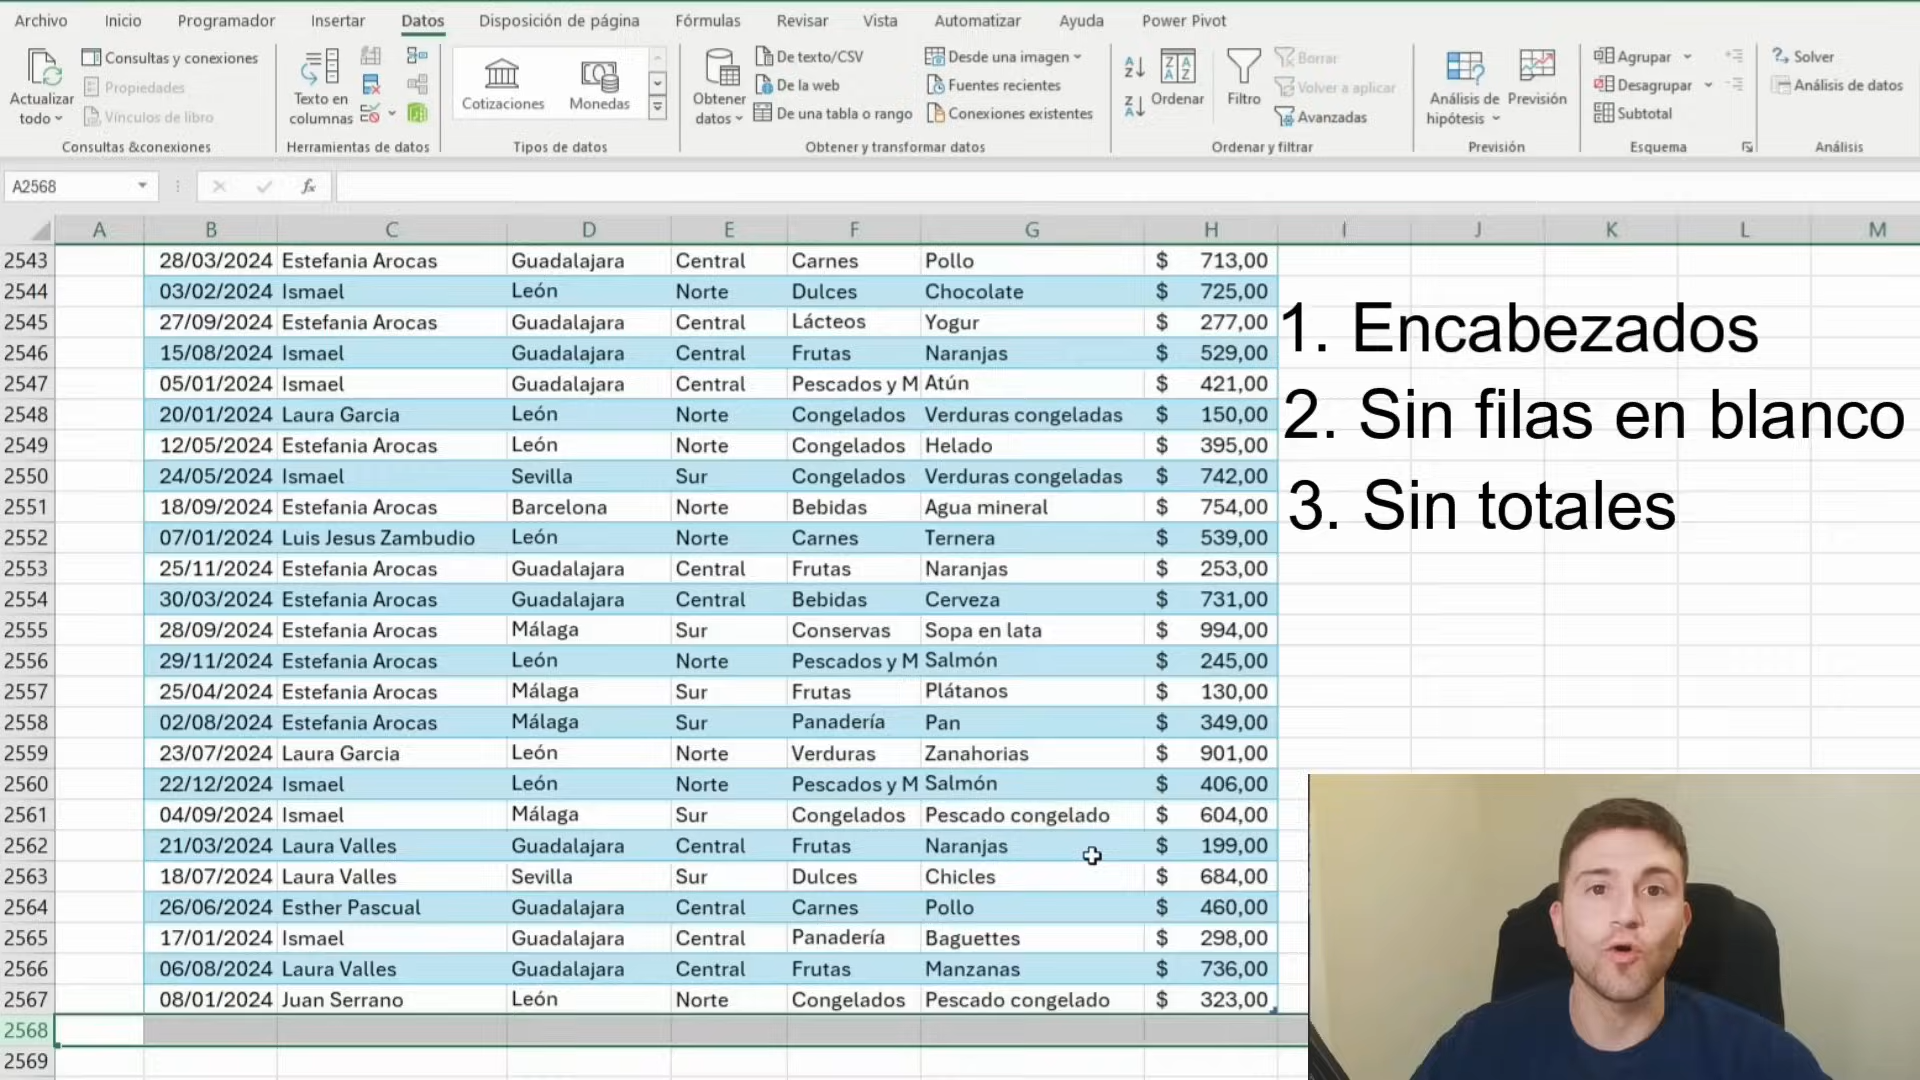 Archivo Inicio Programador Insertar Datos Disposición de página Fórmulas Revisar Vista Automatizar Ayuda Power Pivot
Actualizar todo
Consultas y conexiones
Propiedades
Vínculos de libro
Consultas &conexiones
Texto en columnas
Herramientas de datos
Cotizaciones Monedas
Tipos de datos
Obtener datos
De texto/CSV
De la web
De una tabla o rango
Desde una imagen
Fuentes recientes
Conexiones existentes
Obtener y transformar datos
Ordenar
Filtro
Borrar
Volver a aplicar
Avanzadas
Ordenar y filtrar
Análisis de hipótesis
Previsión
Previsión
Agrupar
Desagrupar
Subtotal
Esquema
Solver
Análisis de datos
Análisis
A2568 fx
A B C D E F G H I J K L M
2543 28/03/2024 Estefania Arocas Guadalajara Central Carnes Pollo $ 713,00
2544 03/02/2024 Ismael León Norte Dulces Chocolate $ 725,00
2545 27/09/2024 Estefania Arocas Guadalajara Central Lácteos Yogur $ 277,00
2546 15/08/2024 Ismael Guadalajara Central Frutas Naranjas $ 529,00
2547 05/01/2024 Ismael Guadalajara Central Pescados y M Atún $ 421,00
2548 20/01/2024 Laura Garcia León Norte Congelados Verduras congeladas $ 150,00
2549 12/05/2024 Estefania Arocas León Norte Congelados Helado $ 395,00
2550 24/05/2024 Ismael Sevilla Sur Congelados Verduras congeladas $ 742,00
2551 18/09/2024 Estefania Arocas Barcelona Norte Bebidas Agua mineral $ 754,00
2552 07/01/2024 Luis Jesus Zambudio León Norte Carnes Ternera $ 539,00
2553 25/11/2024 Estefania Arocas Guadalajara Central Frutas Naranjas $ 253,00
2554 30/03/2024 Estefania Arocas Guadalajara Central Bebidas Cerveza $ 731,00
2555 28/09/2024 Estefania Arocas Málaga Sur Conservas Sopa en lata $ 994,00
2556 29/11/2024 Estefania Arocas León Norte Pescados y M Salmón $ 245,00
2557 25/04/2024 Estefania Arocas Málaga Sur Frutas Plátanos $ 130,00
2558 02/08/2024 Estefania Arocas Málaga Sur Panadería Pan $ 349,00
2559 23/07/2024 Laura Garcia León Norte Verduras Zanahorias $ 901,00
2560 22/12/2024 Ismael León Norte Pescados y M Salmón $ 406,00
2561 04/09/2024 Ismael Málaga Sur Congelados Pescado congelado $ 604,00
2562 21/03/2024 Laura Valles Guadalajara Central Frutas Naranjas $ 199,00
2563 18/07/2024 Laura Valles Sevilla Sur Dulces Chicles $ 684,00
2564 26/06/2024 Esther Pascual Guadalajara Central Carnes Pollo $ 460,00
2565 17/01/2024 Ismael Guadalajara Central Panadería Baguettes $ 298,00
2566 06/08/2024 Laura Valles Guadalajara Central Frutas Manzanas $ 736,00
2567 08/01/2024 Juan Serrano León Norte Congelados Pescado congelado $ 323,00
2568
2569
1. Encabezados
2. Sin filas en blanco
3. Sin totales